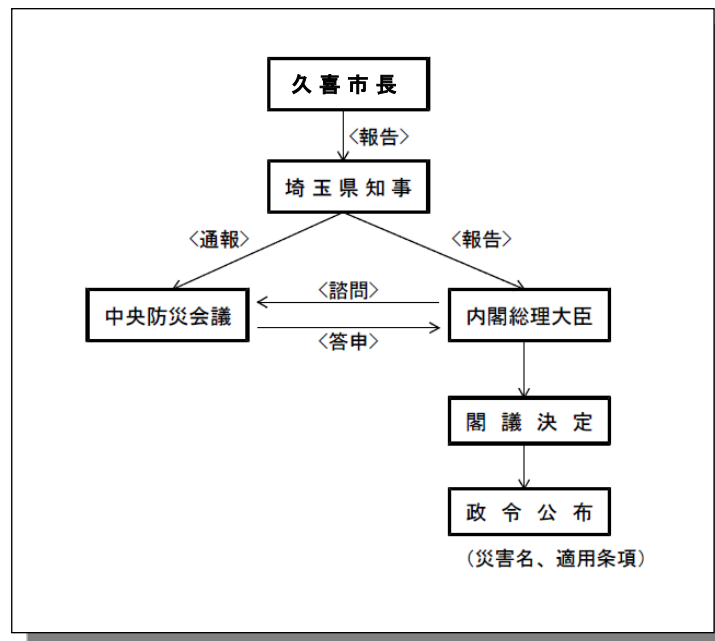 久喜市長
〈報告〉
埼玉県知事
〈通報〉
〈報告〉
中央防災会議
〈諮問〉
〈答申〉
内閣総理大臣
閣議決定
政令公布
（災害名、適用条項）